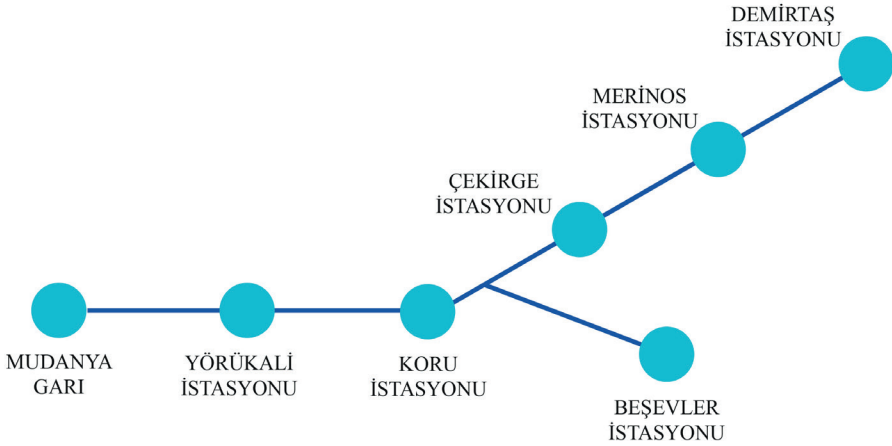 DEMİRTAŞ
İSTASYONU
MERİNOS
İSTASYONU
ÇEKİRGE
İSTASYONU
MUDANYA
GARI
YÖRÜKALİ
İSTASYONU
KORU
İSTASYONU
BEŞEVLER
İSTASYONU